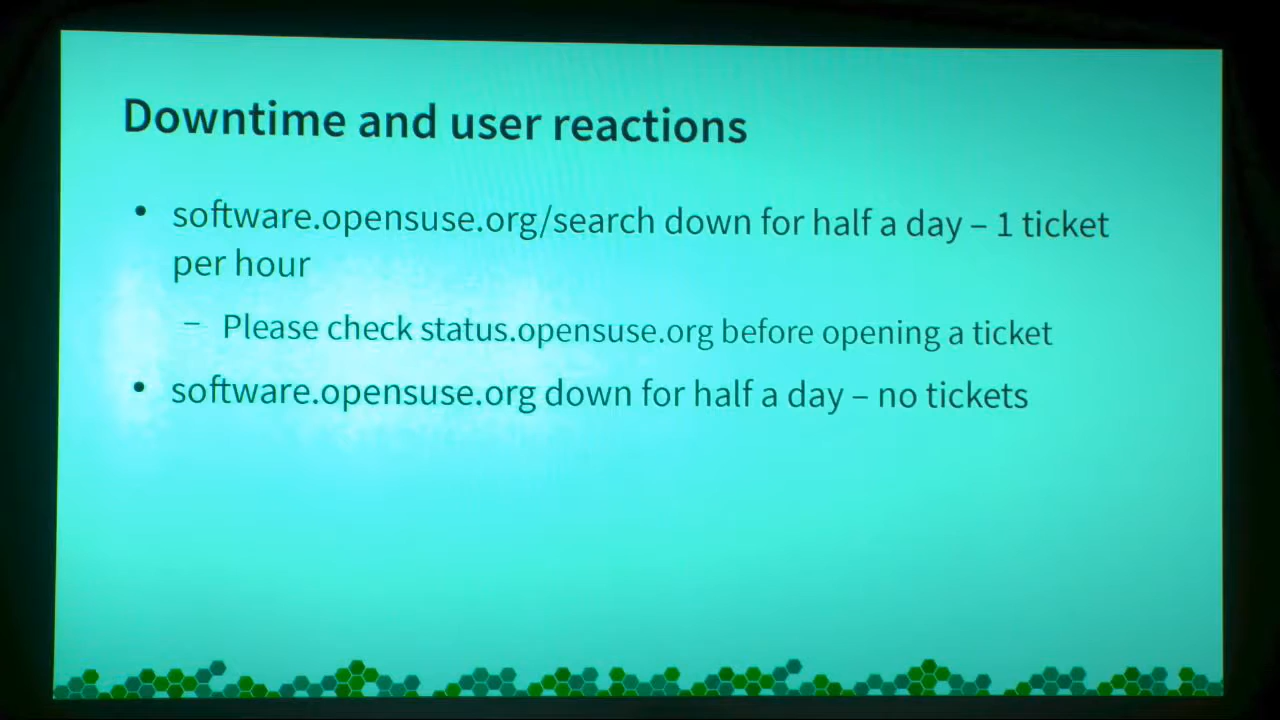 Downtime and user reactions
• software.opensuse.org/search down for half a day – 1 ticket
per hour
– Please check status.opensuse.org before opening a ticket
• software.opensuse.org down for half a day – no tickets